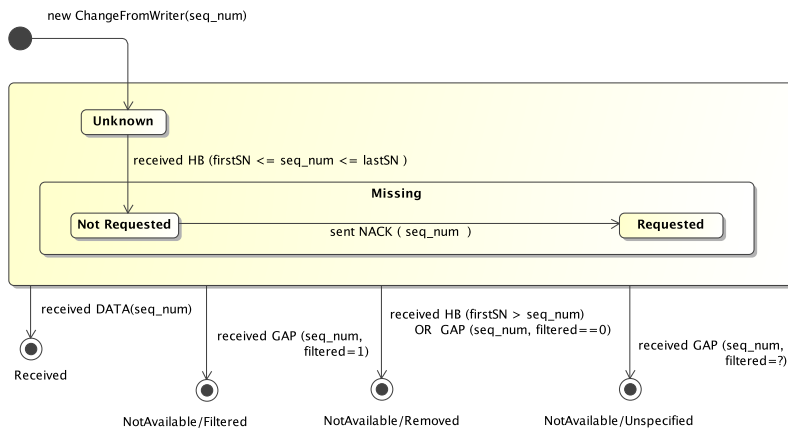 new ChangeFromWriter(seq_num)
Unknown
received HB (firstSN <= seq_num <= lastSN )
Missing
Not Requested
Requested
sent NACK ( seq_num )
received DATA(seq_num)
received GAP (seq_num,
filtered=1)
received HB (firstSN > seq_num)
OR GAP (seq_num, filtered==0)
received GAP (seq_num,
filtered=?)
Received
NotAvailable/Filtered
NotAvailable/Removed
NotAvailable/Unspecified